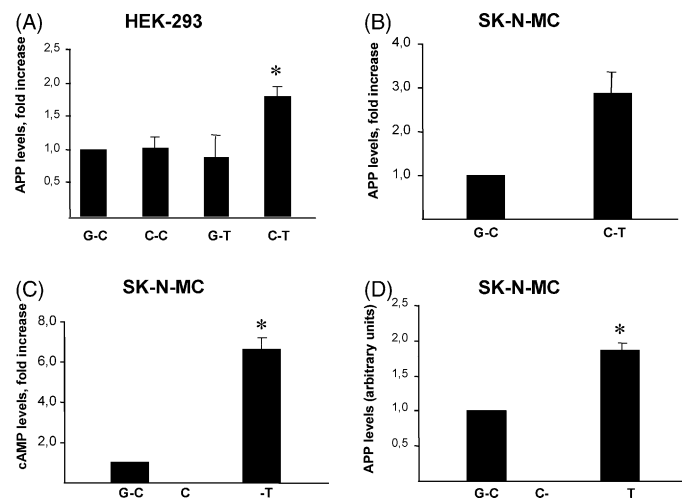 (A) HEK-293
APP levels, fold increase
2,5
2,0
1,5
1,0
0,5
*
G-C C-C G-T C-T
(B) SK-N-MC
APP levels, fold increase
4,0
3,0
2,0
1,0
G-C C-T
(C) SK-N-MC
cAMP levels, fold increase
8,0
6,0
4,0
2,0
*
G-C C -T
(D) SK-N-MC
APP levels (arbitrary units)
2,5
2,0
1,5
1,0
0,5
*
G-C C- T